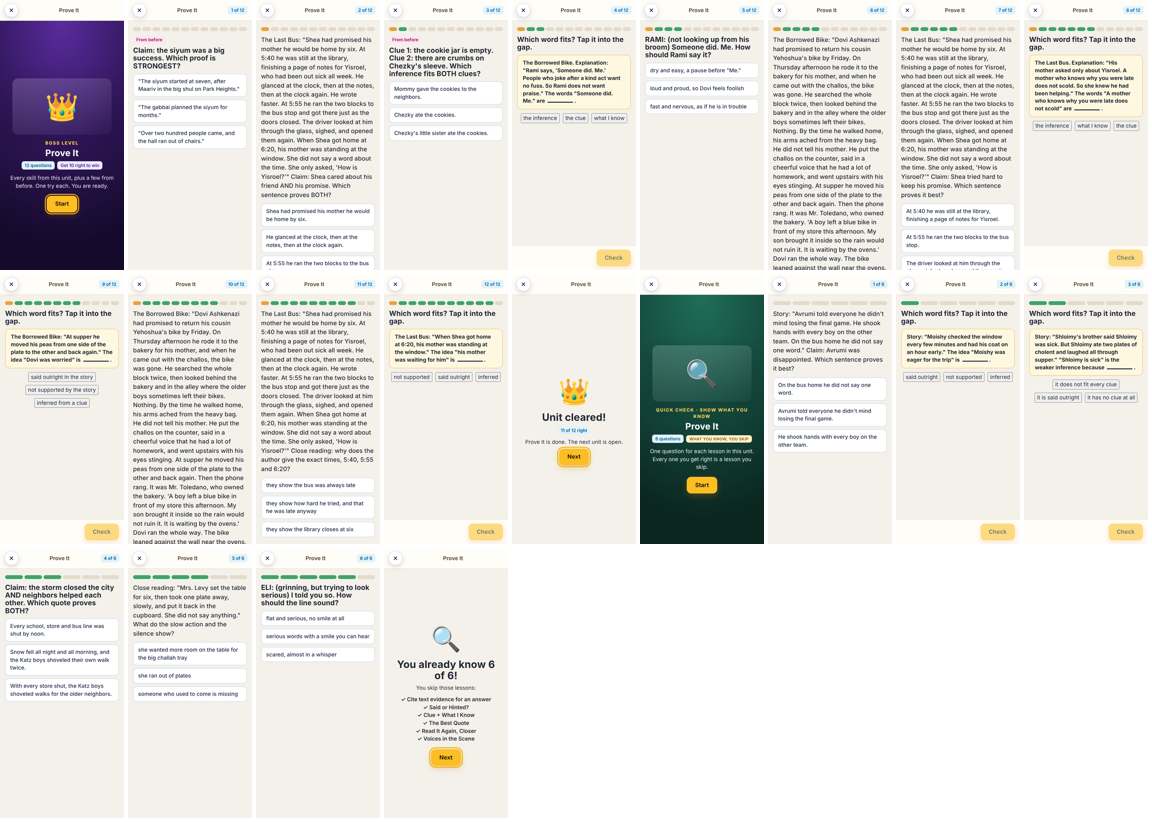 ✕ Prove It
BOSS LEVEL
Prove It
12 questions Get 10 right to win
Every skill from this unit, plus a few from
before. One try each. You are ready.
Start
✕ Prove It 1 of 12
From before
Claim: the siyum was a big
success. Which proof is
STRONGEST?
"The siyum started at seven, after
Maariv in the big shut on Park Heights."
"The gabbai planned the siyum for
months."
"Over two hundred people came, and
the hall ran out of chairs."
✕ Prove It 2 of 12
The Last Bus: "Shea had promised his
mother he would be home by six. At
5:40 he was still at the library,
finishing a page of notes for Yisroel,
who had been out sick all week. He
glanced at the clock, then at the notes,
then at the clock again. He wrote
faster. At 5:55 he ran the two blocks to
the bus stop and got there just as the
doors closed. The driver looked at him
through the glass, sighed, and opened
them again. When Shea got home at
6:20, his mother was standing at the
window. She did not say a word about
the time. She only asked, 'How is
Yisroel?'" Claim: Shea cared about his
friend AND his promise. Which
sentence proves BOTH?
Shea had promised his mother he would
be home by six.
He glanced at the clock, then at the
notes, then at the clock again.
At 5:55 he ran the two blocks to the bus
✕ Prove It 3 of 12
From before
Clue 1: the cookie jar is empty.
Clue 2: there are crumbs on
Chezky's sleeve. Which
inference fits BOTH clues?
Mommy gave the cookies to the
neighbors.
Chezky ate the cookies.
Chezky's little sister ate the cookies.
✕ Prove It 4 of 12
Which word fits? Tap it into the
gap.
The Borrowed Bike. Explanation:
"Rami says, 'Someone did. Me.'
People who joke after a kind act want
no fuss. So Rami does not want
praise." The words "Someone did.
Me." are ______ .
the inference the clue what I know
Check
✕ Prove It 5 of 12
RAMI: (not looking up from his
broom) Someone did. Me. How
should Rami say it?
dry and easy, a pause before "Me."
loud and proud, so Dovi feels foolish
fast and nervous, as if he is in trouble
✕ Prove It 6 of 12
The Borrowed Bike: "Dovi Ashkenazi
had promised to return his cousin
Yehoshua's bike by Friday. On
Thursday afternoon he rode it to the
bakery for his mother, and when he
came out with the challos, the bike
was gone. He searched the whole
block twice, then looked behind the
bakery and in the alley where the older
boys sometimes left their bikes.
Nothing. By the time he walked home,
his arms ached from the heavy bag.
He did not tell his mother. He put the
challos on the counter, said in a
cheerful voice that he had a lot of
homework, and went upstairs with his
eyes stinging. At supper he moved his
peas from one side of the plate to the
other and back again. Then the phone
rang. It was Mr. Toledano, who owned
the bakery. 'A boy left a blue bike in
front of my store this afternoon. My
son brought it inside so the rain would
not ruin it. It is waiting by the ovens.'
Dovi ran the whole way. The bike
leaned against the wall near the ovens,
✕ Prove It 7 of 12
The Last Bus: "Shea had promised his
mother he would be home by six. At
5:40 he was still at the library,
finishing a page of notes for Yisroel,
who had been out sick all week. He
glanced at the clock, then at the notes,
then at the clock again. He wrote
faster. At 5:55 he ran the two blocks to
the bus stop and got there just as the
doors closed. The driver looked at him
through the glass, sighed, and opened
them again. When Shea got home at
6:20, his mother was standing at the
window. She did not say a word about
the time. She only asked, 'How is
Yisroel?'" Claim: Shea tried hard to
keep his promise. Which sentence
proves it best?
At 5:40 he was still at the library,
finishing a page of notes for Yisroel.
At 5:55 he ran the two blocks to the bus
stop.
The driver looked at him through the
✕ Prove It 8 of 12
Which word fits? Tap it into the
gap.
The Last Bus. Explanation: "His
mother asked only about Yisroel. A
mother who knows why you were late
does not scold. So she knew he had
been helping." The words "A mother
who knows why you were late does
not scold" are ______ .
the inference what I know the clue
Check
✕ Prove It 9 of 12
Which word fits? Tap it into the
gap.
The Borrowed Bike: "At supper he
moved his peas from one side of the
plate to the other and back again." The
idea "Dovi was worried" is ______ .
said outright in the story
not supported by the story
inferred from a clue
Check
✕ Prove It 10 of 12
The Borrowed Bike: "Dovi Ashkenazi
had promised to return his cousin
Yehoshua's bike by Friday. On
Thursday afternoon he rode it to the
bakery for his mother, and when he
came out with the challos, the bike
was gone. He searched the whole
block twice, then looked behind the
bakery and in the alley where the older
boys sometimes left their bikes.
Nothing. By the time he walked home,
his arms ached from the heavy bag.
He did not tell his mother. He put the
challos on the counter, said in a
cheerful voice that he had a lot of
homework, and went upstairs with his
eyes stinging. At supper he moved his
peas from one side of the plate to the
other and back again. Then the phone
rang. It was Mr. Toledano, who owned
the bakery. 'A boy left a blue bike in
front of my store this afternoon. My
son brought it inside so the rain would
not ruin it. It is waiting by the ovens.'
Dovi ran the whole way. The bike
leaned against the wall near the ovens,
✕ Prove It 11 of 12
The Last Bus: "Shea had promised his
mother he would be home by six. At
5:40 he was still at the library,
finishing a page of notes for Yisroel,
who had been out sick all week. He
glanced at the clock, then at the notes,
then at the clock again. He wrote
faster. At 5:55 he ran the two blocks to
the bus stop and got there just as the
doors closed. The driver looked at him
through the glass, sighed, and opened
them again. When Shea got home at
6:20, his mother was standing at the
window. She did not say a word about
the time. She only asked, 'How is
Yisroel?'" Close reading: why does the
author give the exact times, 5:40, 5:55
and 6:20?
they show the bus was always late
they show how hard he tried, and that
he was late anyway
they show the library closes at six
✕ Prove It 12 of 12
Which word fits? Tap it into the
gap.
The Last Bus: "When Shea got home
at 6:20, his mother was standing at
the window." The idea "his mother
was waiting for him" is ______ .
not supported said outright inferred
Check
✕ Prove It
Unit cleared!
11 of 12 right
Prove It is done. The next unit is open.
Next
✕ Prove It
QUICK CHECK · SHOW WHAT YOU
KNOW
Prove It
6 questions WHAT YOU KNOW, YOU SKIP
One question for each lesson in this unit.
Every one you get right is a lesson you
skip.
Start
✕ Prove It 1 of 6
Story: "Avrumi told everyone he didn't
mind losing the final game. He shook
hands with every boy on the other
team. On the bus home he did not say
one word." Claim: Avrumi was
disappointed. Which sentence proves
it best?
On the bus home he did not say one
word.
Avrumi told everyone he didn't mind
losing the final game.
He shook hands with every boy on the
other team.
✕ Prove It 2 of 6
Which word fits? Tap it into the
gap.
Story: "Moishy checked the window
every few minutes and had his coat on
an hour early." The idea "Moishy was
eager for the trip" is ______ .
said outright not supported inferred
Check
✕ Prove It 3 of 6
Which word fits? Tap it into the
gap.
Story: "Shloimy's brother said Shloimy
was sick. But Shloimy ate two plates of
cholent and laughed all through
supper." "Shloimy is sick" is the
weaker inference because ______ .
it does not fit every clue
it is said outright it has no clue at all
Check
✕ Prove It 4 of 6
Claim: the storm closed the city
AND neighbors helped each
other. Which quote proves
BOTH?
Every school, store and bus line was
shut by noon.
Snow fell all night and all morning, and
the Katz boys shoveled their own walk
twice.
With every store shut, the Katz boys
shoveled walks for the older neighbors.
✕ Prove It 5 of 6
Close reading: "Mrs. Levy set the table
for six, then took one plate away,
slowly, and put it back in the
cupboard. She did not say anything."
What do the slow action and the
silence show?
she wanted more room on the table for
the big challah tray
she ran out of plates
someone who used to come is missing
✕ Prove It 6 of 6
ELI: (grinning, but trying to look
serious) I told you so. How
should the line sound?
flat and serious, no smile at all
serious words with a smile you can hear
scared, almost in a whisper
✕ Prove It
You already know 6
of 6!
You skip those lessons:
✓ Cite text evidence for an answer
✓ Said or Hinted?
✓ Clue + What I Know
✓ The Best Quote
✓ Read It Again, Closer
✓ Voices in the Scene
Next